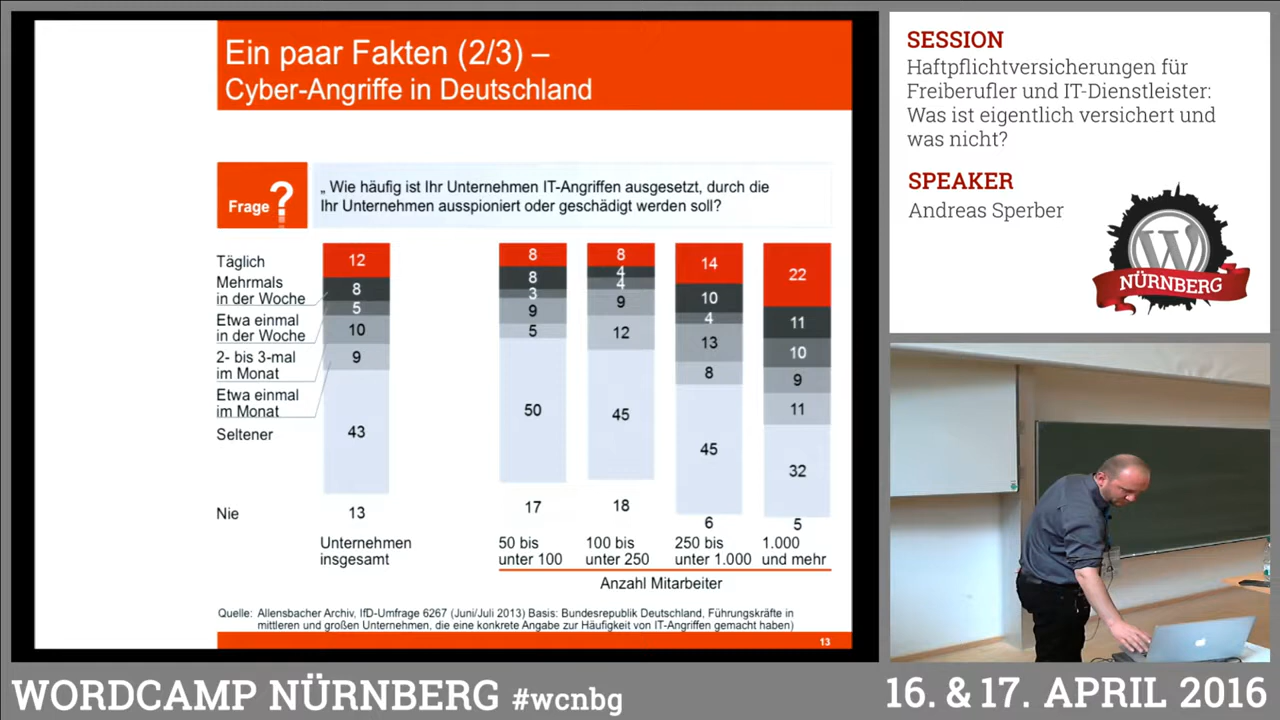 Ein paar Fakten (2/3) –
Cyber-Angriffe in Deutschland
Frage ?
„ Wie häufig ist Ihr Unternehmen IT-Angriffen ausgesetzt, durch die
Ihr Unternehmen ausspioniert oder geschädigt werden soll?
Täglich 12 8 8 14 22
Mehrmals
in der Woche 8 8 4 10 11
Etwa einmal
in der Woche 5 3 4 4 10
2- bis 3-mal
im Monat 10 9 9 13 9
Etwa einmal
im Monat 9 5 12 8 11
Seltener 43 50 45 45 32
Nie 13 17 18 6 5
Unternehmen
insgesamt
50 bis
unter 100
100 bis
unter 250
250 bis
unter 1.000
1.000
und mehr
Anzahl Mitarbeiter
Quelle: Allensbacher Archiv, IfD-Umfrage 6267 (Juni/Juli 2013) Basis: Bundesrepublik Deutschland, Führungskräfte in
mittleren und großen Unternehmen, die eine konkrete Angabe zur Häufigkeit von IT-Angriffen gemacht haben)
13
SESSION
Haftpflichtversicherungen für
Freiberufler und IT-Dienstleister:
Was ist eigentlich versichert und
was nicht?
SPEAKER
Andreas Sperber
W
NÜRNBERG
WORDCAMP NÜRNBERG #wcnbg
16. & 17. APRIL 2016